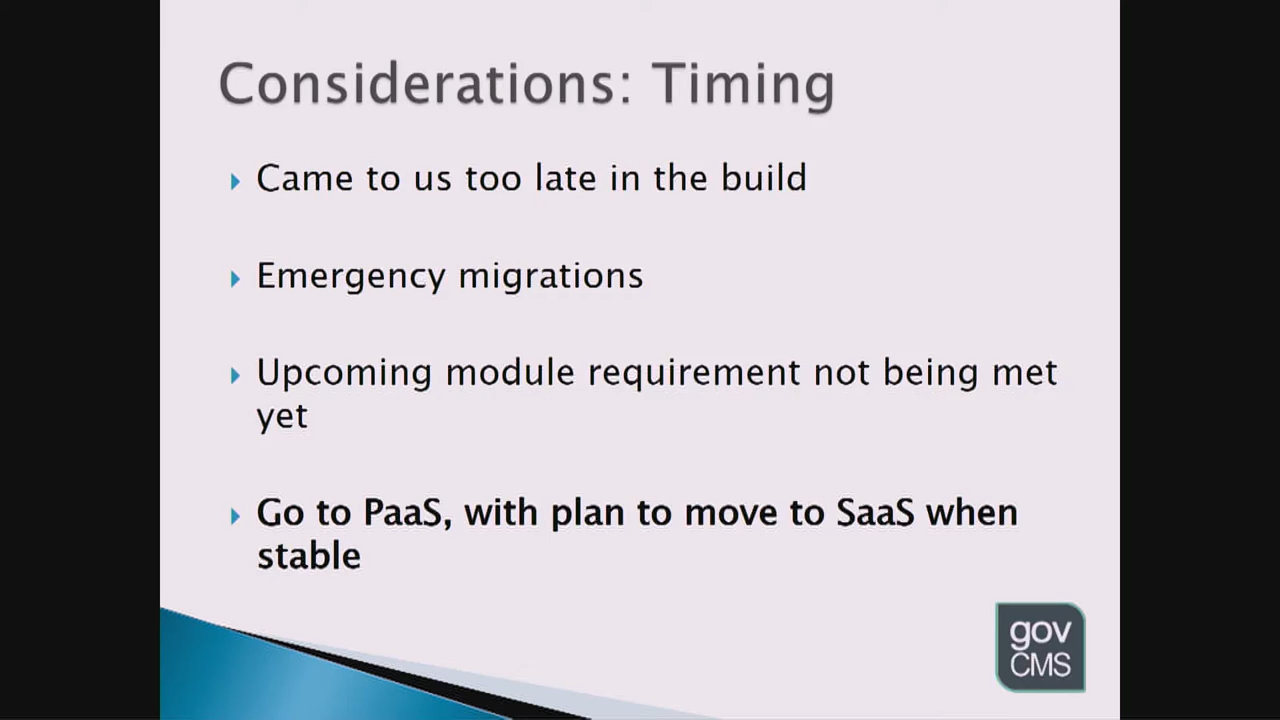 Considerations: Timing
Came to us too late in the build
Emergency migrations
Upcoming module requirement not being met
yet
Go to PaaS, with plan to move to SaaS when
stable
gov
CMS